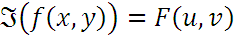 ℑ(f(x, y)) = F(u, v)